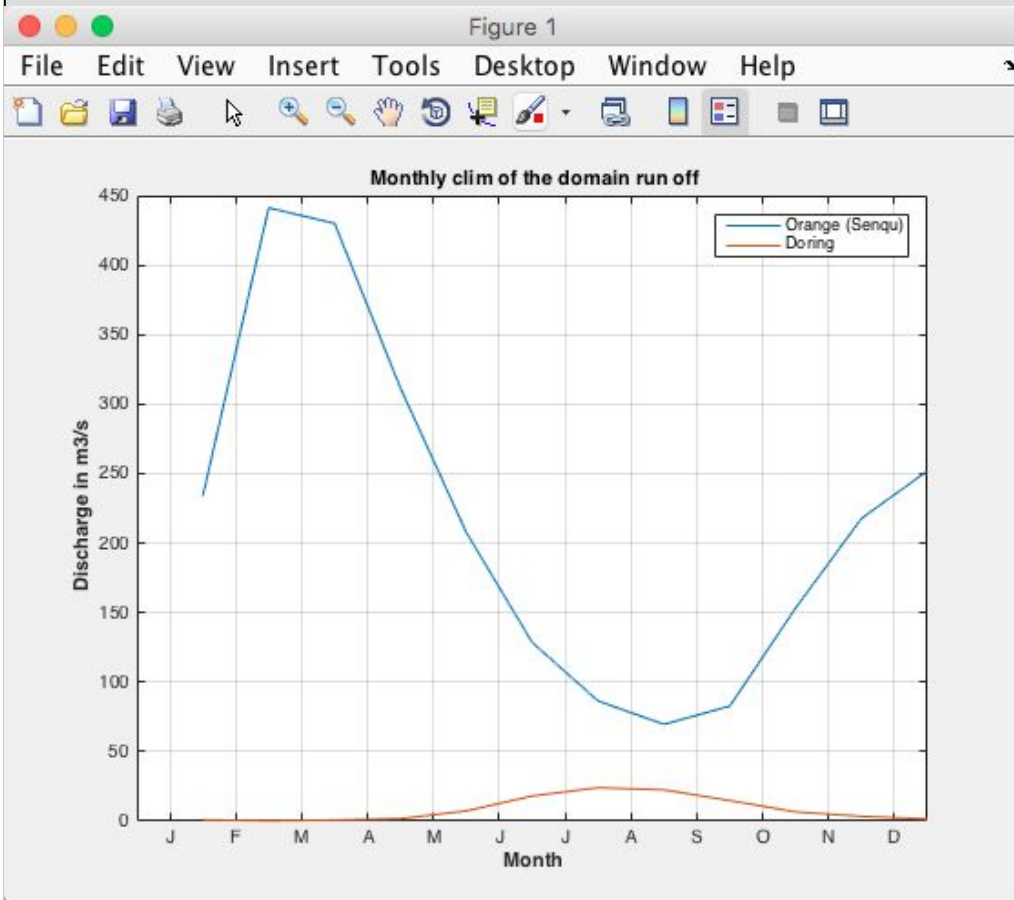 Figure 1
File Edit View Insert Tools Desktop Window Help
Monthly clim of the domain run off
Orange (Senqu)
Doring
450
400
350
300
250
200
150
100
50
0
Discharge in m3/s
J F M A M J J A S O N D
Month